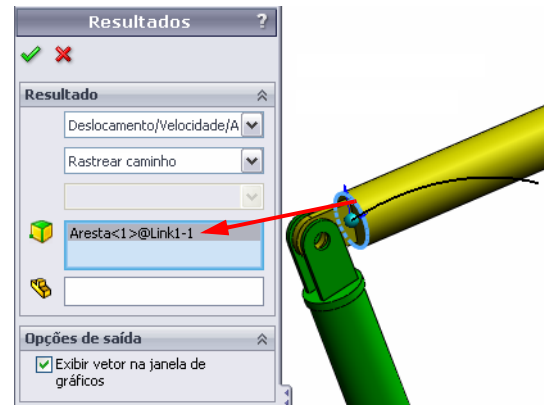 Resultados ?
Resultado
Deslocamento/Velocidade/A
Rastrear caminho
Aresta<1>@Link1-1
Opções de saída
Exibir vetor na janela de
gráficos